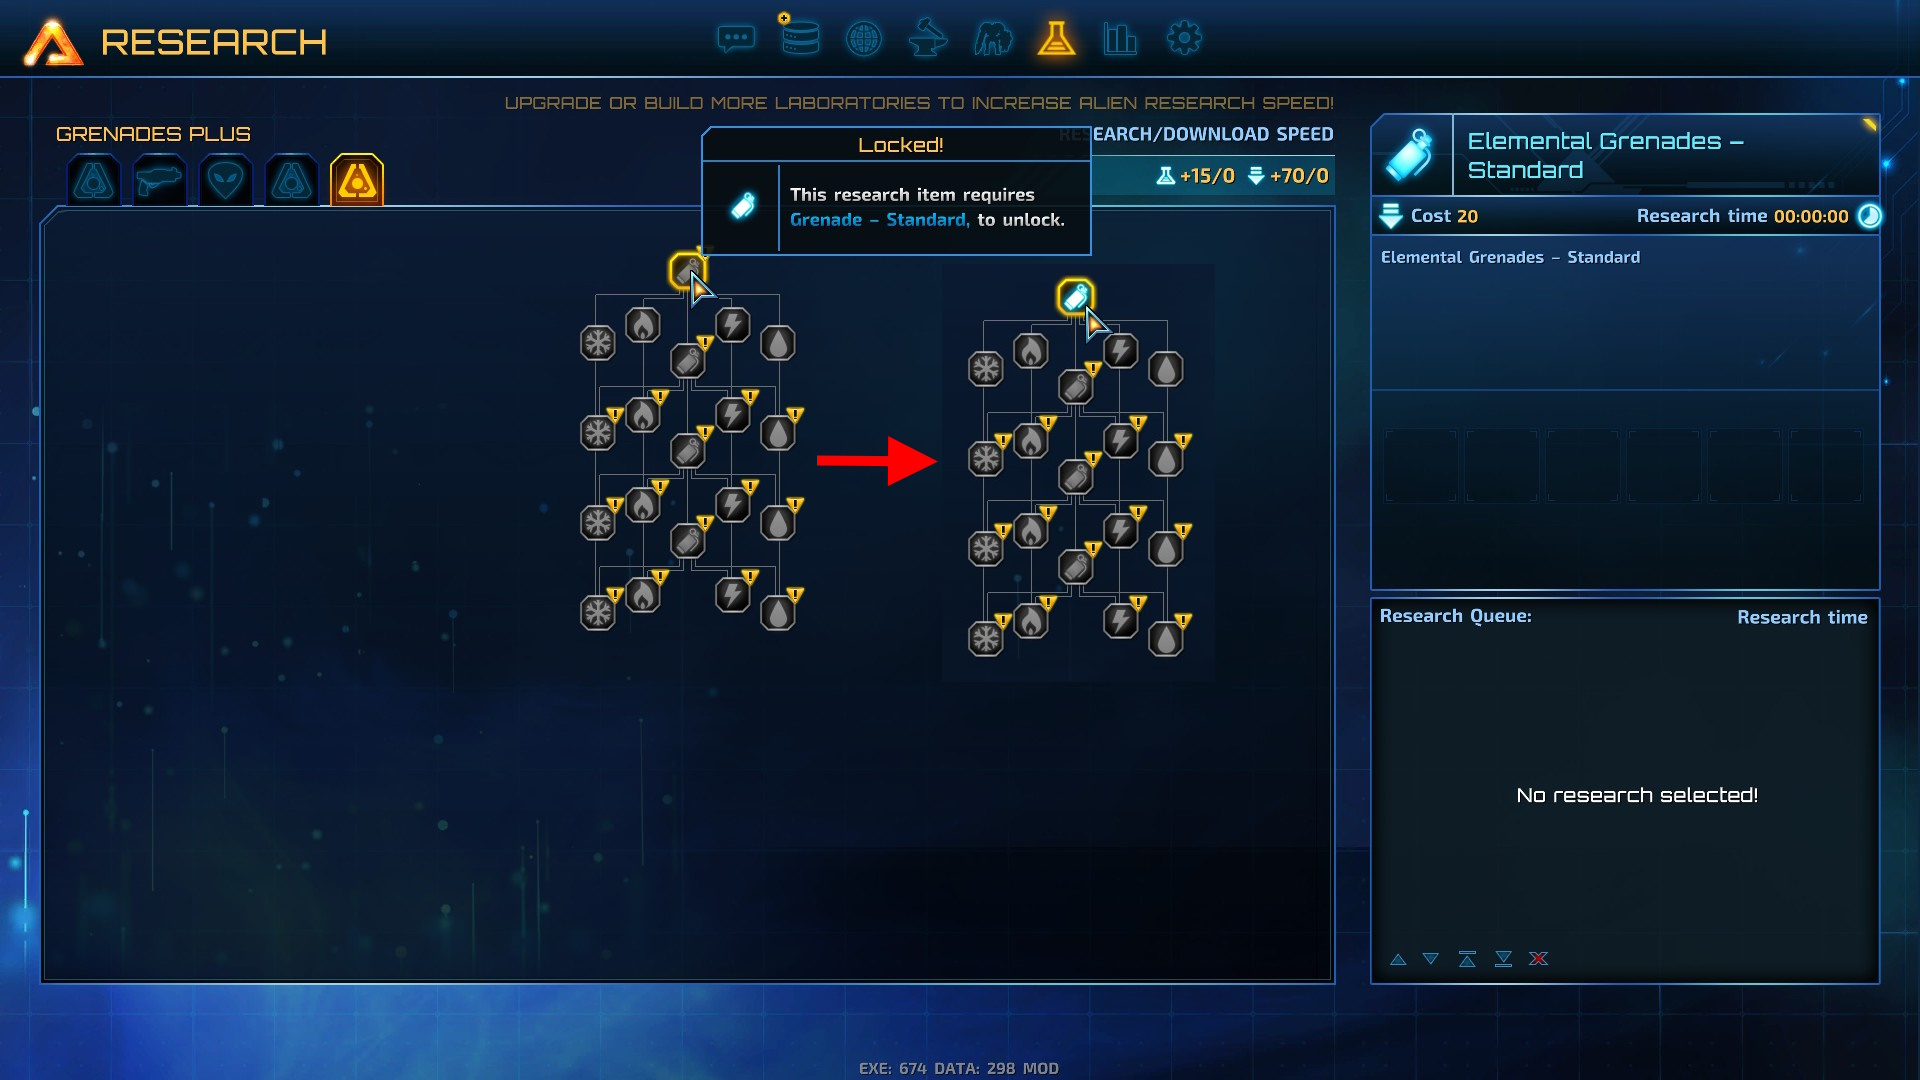 RESEARCH
UPGRADE OR BUILD MORE LABORATORIES TO INCREASE ALIEN RESEARCH SPEED!
GRENADES PLUS
RESEARCH/DOWNLOAD SPEED
+15/0 +70/0
Locked!
This research item requires
Grenade – Standard, to unlock.
Elemental Grenades –
Standard
Cost 20
Research time 00:00:00
Elemental Grenades – Standard
Research Queue:
Research time
No research selected!
EXE: 674 DATA: 298 MOD